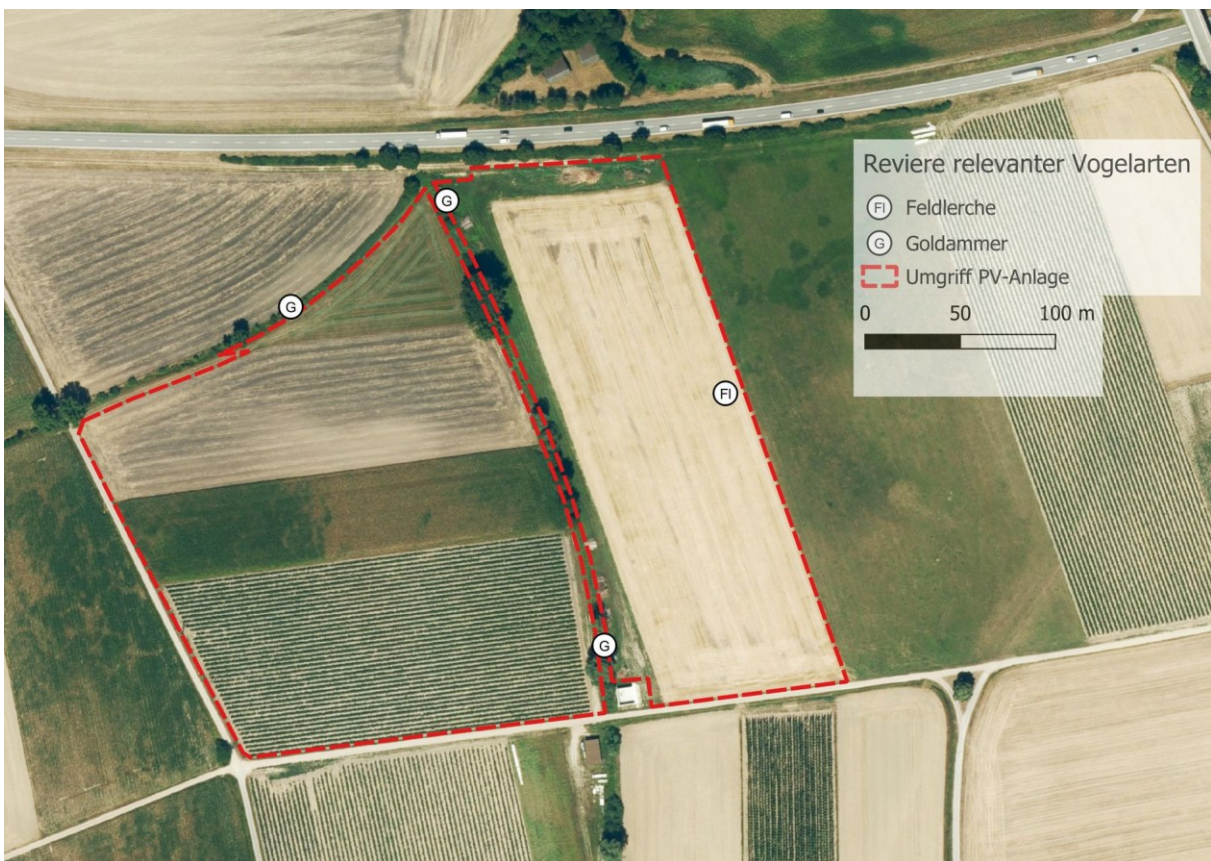 Reviere relevanter Vogelarten
Fl Feldlerche
G Goldammer
Umgriff PV-Anlage
0 50 100 m
G
G
Fl
G